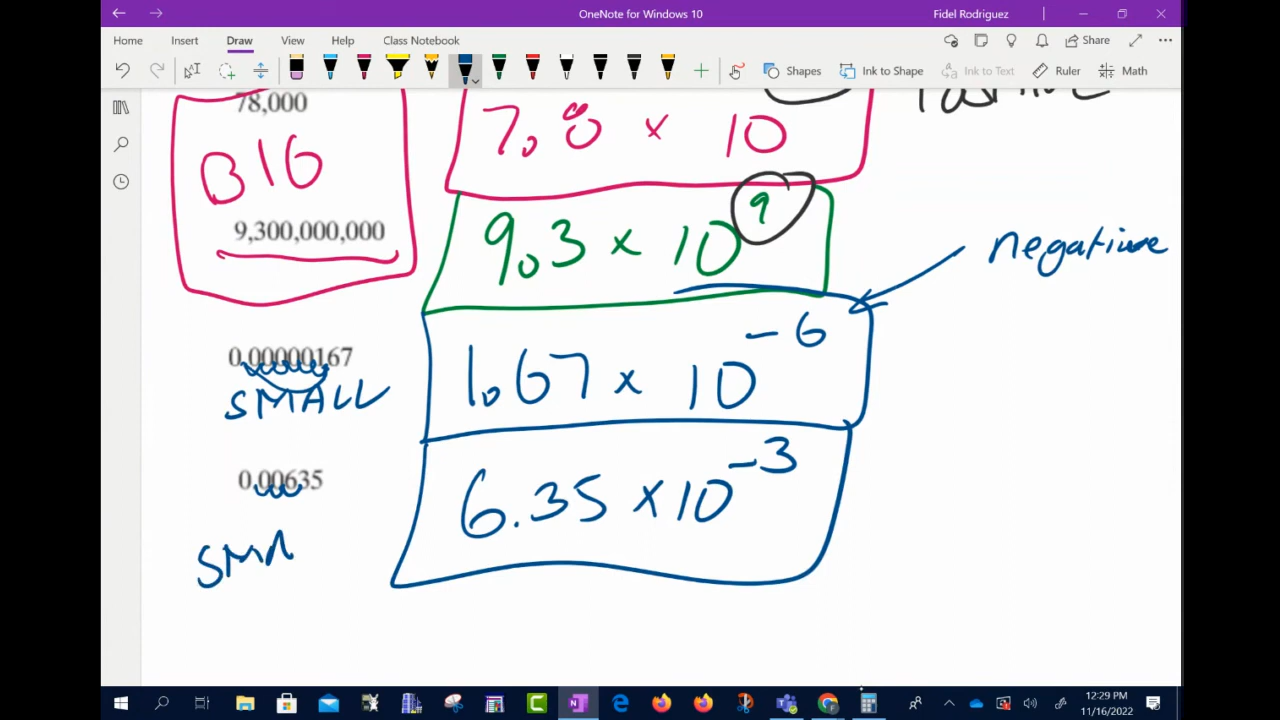 OneNote for Windows 10
Fidel Rodriguez
Home Insert Draw View Help Class Notebook
Share
Shapes Ink to Shape Ink to Text Ruler Math
78,000
7.8 × 10
BIG
9,300,000,000
9.3 × 10⁹
negative
0.00000167
1.67 × 10⁻⁶
SMALL
0.00635
6.35 × 10⁻³
SMA
12:29 PM
11/16/2022